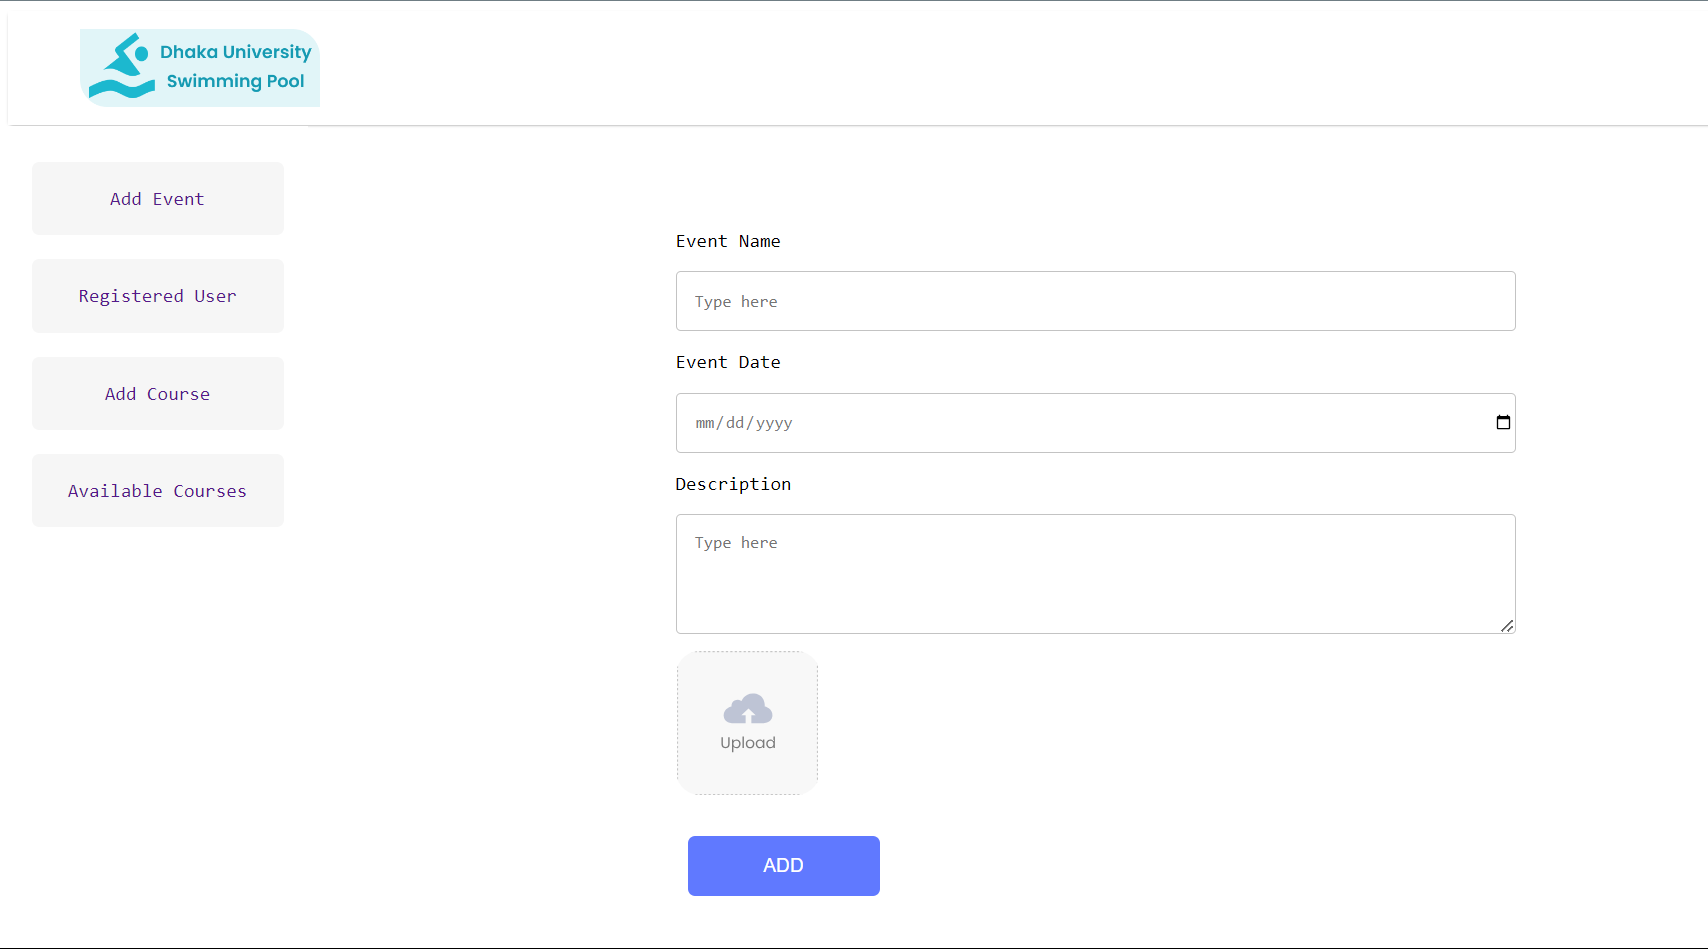 Dhaka University
Swimming Pool
Add Event
Registered User
Add Course
Available Courses
Event Name
Type here
Event Date
mm/dd/yyyy
Description
Type here
Upload
ADD